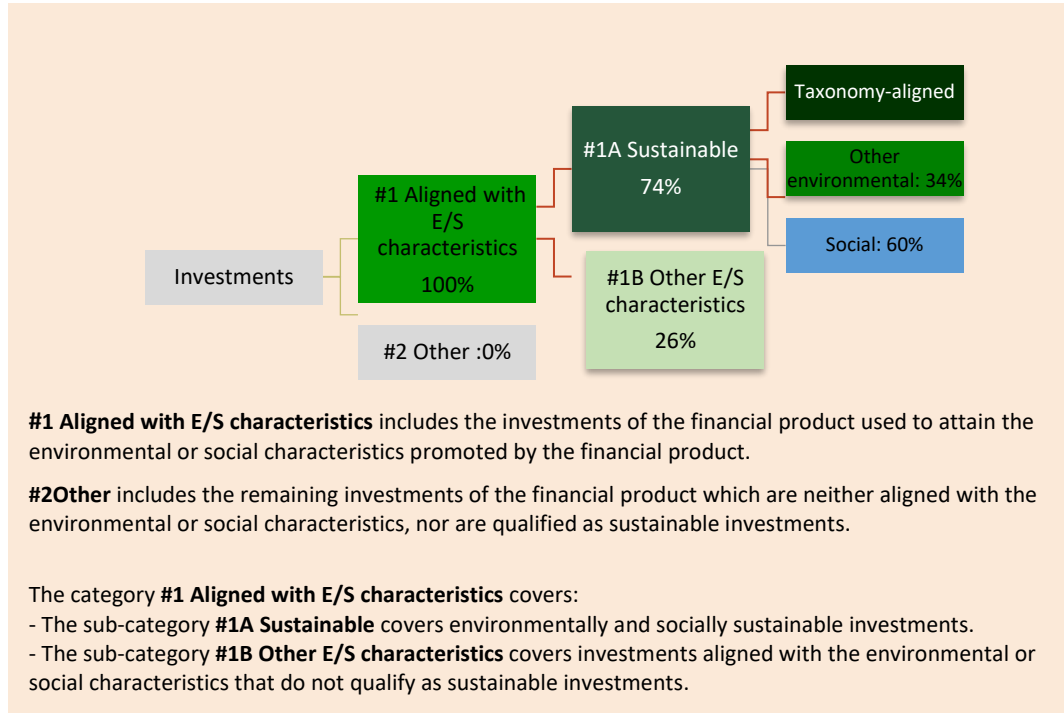 Taxonomy-aligned
#1A Sustainable
74%
Other
environmental: 34%
#1 Aligned with
E/S
characteristics
100%
Social: 60%
Investments
#1B Other E/S
characteristics
26%
#2 Other :0%
#1 Aligned with E/S characteristics includes the investments of the financial product used to attain the
environmental or social characteristics promoted by the financial product.
#2Other includes the remaining investments of the financial product which are neither aligned with the
environmental or social characteristics, nor are qualified as sustainable investments.
The category #1 Aligned with E/S characteristics covers:
- The sub-category #1A Sustainable covers environmentally and socially sustainable investments.
- The sub-category #1B Other E/S characteristics covers investments aligned with the environmental or
social characteristics that do not qualify as sustainable investments.